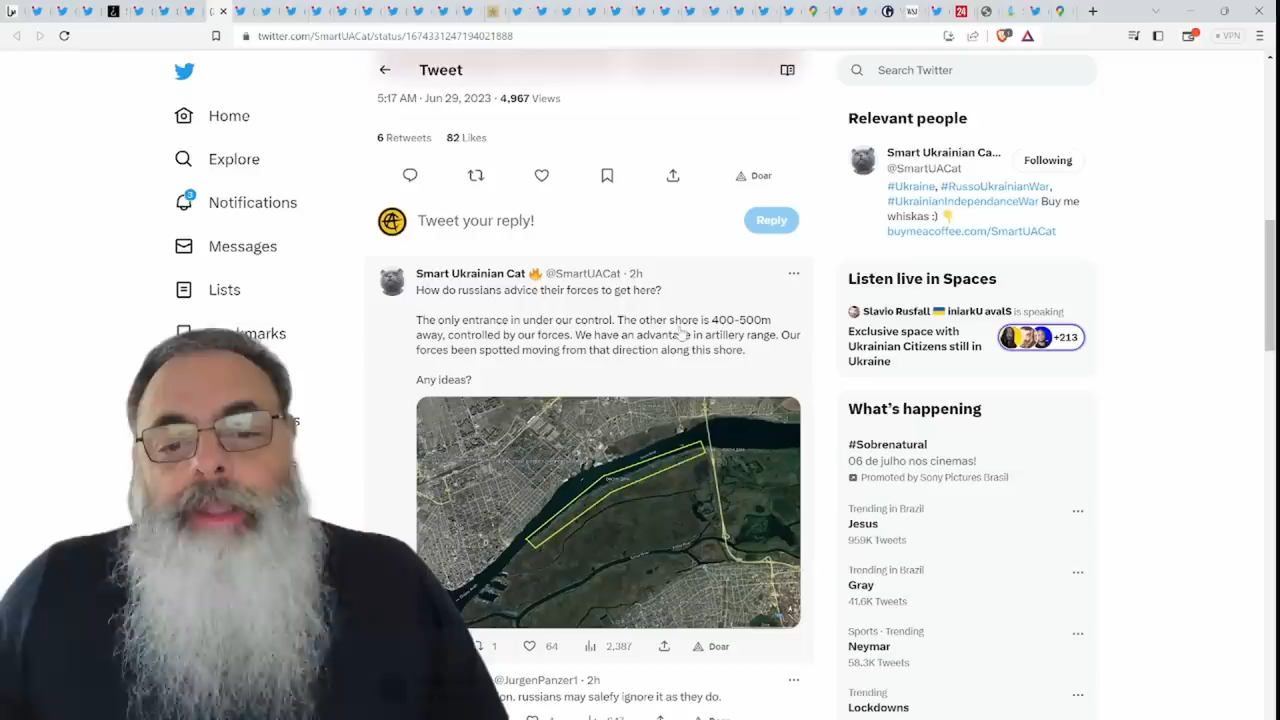 twitter.com/SmartUACat/status/1674331247194021888
VPN
Home
Explore
3
Notifications
Messages
Lists
Tweet
5:17 AM · Jun 29, 2023 · 4,967 Views
6 Retweets 82 Likes
Doar
Tweet your reply!
Reply
Smart Ukrainian Cat 🔥 @SmartUACat · 2h
How do russians advice their forces to get here?
The only entrance in under our control. The other shore is 400-500m
away, controlled by our forces. We have an advantage in artillery range. Our
forces been spotted moving from that direction along this shore.
Any ideas?
1 64 2,387 Doar
@JurgenPanzer1 · 2h
russians may salefy ignore it as they do.
Search Twitter
Relevant people
Smart Ukrainian Ca...
@SmartUACat
Following
#Ukraine, #RussoUkrainianWar,
#UkrainianIndependanceWar Buy me
whiskas :) 👇
buymeacoffee.com/SmartUACat
Listen live in Spaces
Slavio Rusfall 🇺🇦 iniarkU avalS is speaking
Exclusive space with
Ukrainian Citizens still in
Ukraine
+213
What's happening
#Sobrenatural
06 de julho nos cinemas!
Promoted by Sony Pictures Brasil
Trending in Brazil
Jesus
959K Tweets
Trending in Brazil
Gray
41.6K Tweets
Sports · Trending
Neymar
58.3K Tweets
Trending
Lockdowns